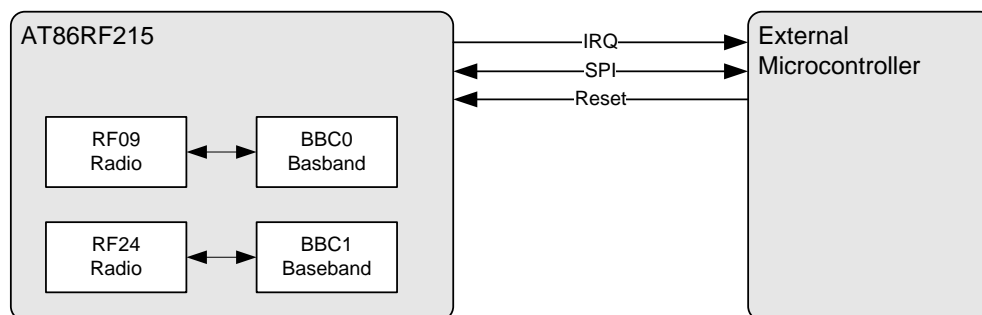 AT86RF215
IRQ
SPI
Reset
External
Microcontroller
RF09
Radio
BBC0
Basband
RF24
Radio
BBC1
Baseband